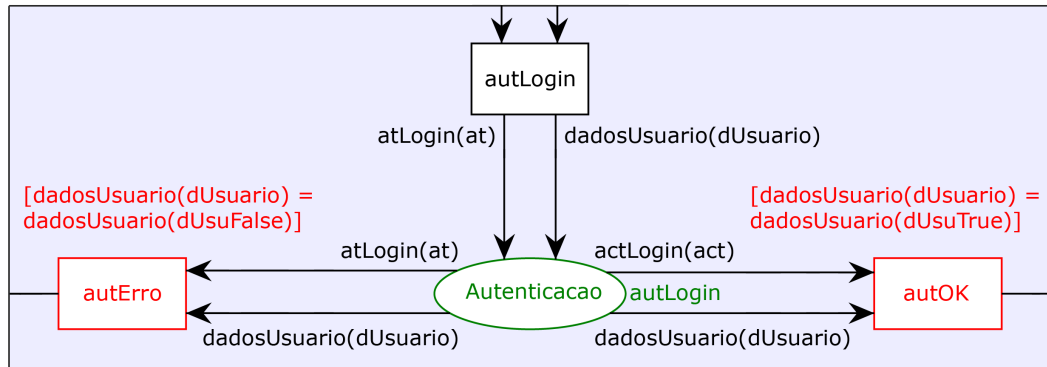 autLogin
atLogin(at)
dadosUsuario(dUsuario)
[dadosUsuario(dUsuario) =
dadosUsuario(dUsuFalse)]
[dadosUsuario(dUsuario) =
dadosUsuario(dUsuTrue)]
atLogin(at)
actLogin(act)
autErro
Autenticacao
autLogin
autOK
dadosUsuario(dUsuario)
dadosUsuario(dUsuario)